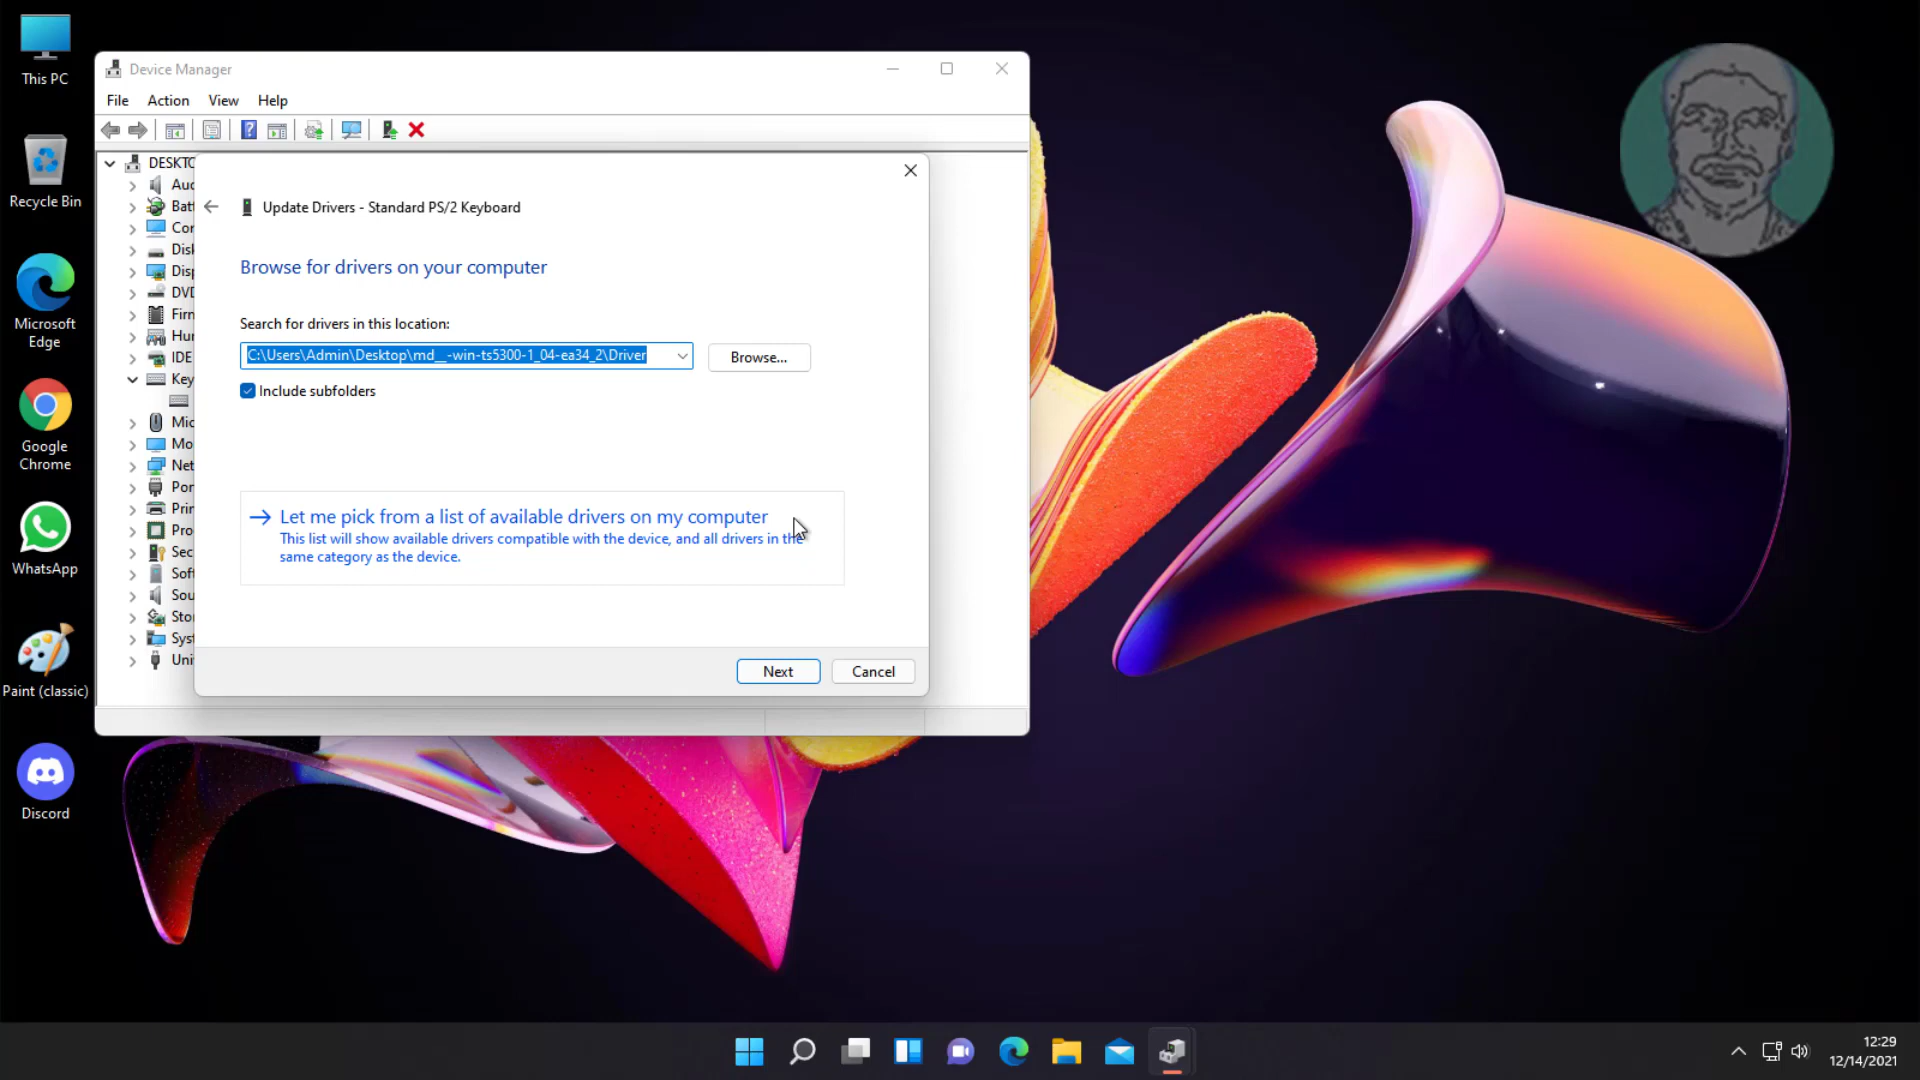 This PC
Recycle Bin
Microsoft
Edge
Google
Chrome
WhatsApp
Paint (classic)
Discord
Device Manager
File Action View Help
DESKTO
Auc
Batt
Cor
Disk
Disp
DVD
Firn
Hur
IDE
Key
Mic
Mo
Net
Por
Prin
Pro
Sec
Soft
Sou
Stor
Syst
Uni
Update Drivers - Standard PS/2 Keyboard
Browse for drivers on your computer
Search for drivers in this location:
C:\Users\Admin\Desktop\md__-win-ts5300-1_04-ea34_2\Driver
Browse...
Include subfolders
Let me pick from a list of available drivers on my computer
This list will show available drivers compatible with the device, and all drivers in the
same category as the device.
Next
Cancel
12:29
12/14/2021